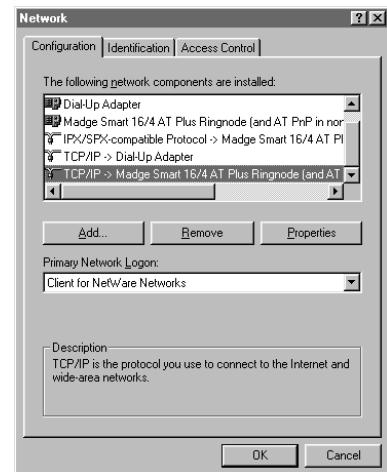 Network
Configuration Identification Access Control
The following network components are installed:
Dial-Up Adapter
Madge Smart 16/4 AT Plus Ringnode (and AT PnP in nor
IPX/SPX-compatible Protocol -> Madge Smart 16/4 AT Pl
TCP/IP -> Dial-Up Adapter
TCP/IP -> Madge Smart 16/4 AT Plus Ringnode (and AT
Add... Remove Properties
Primary Network Logon:
Client for NetWare Networks
Description
TCP/IP is the protocol you use to connect to the Internet and
wide-area networks.
OK Cancel